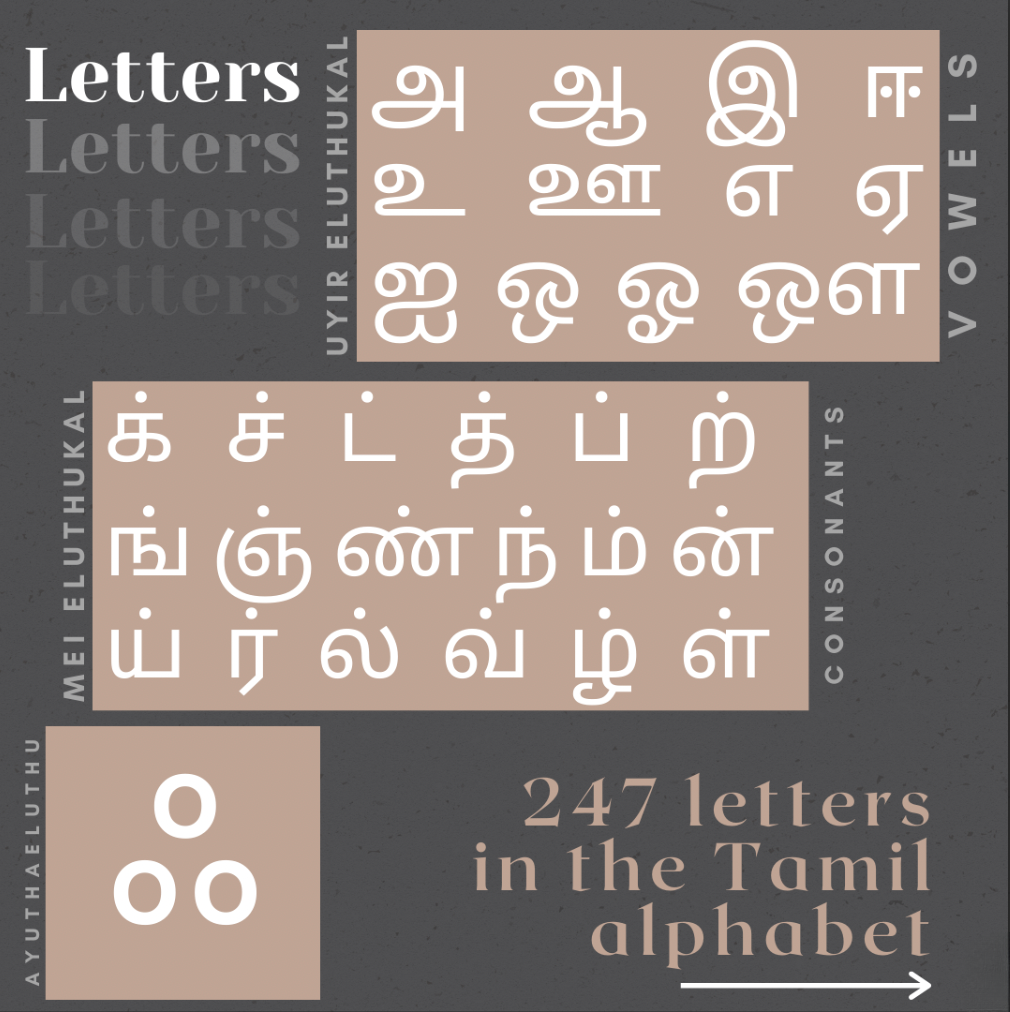 Letters
Letters
Letters
Letters
UYIR ELUTHUKAL
அ ஆ இ ஈ
உ ஊ எ ஏ
ஐ ஒ ஓ ஔ
VOWELS
MEI ELUTHUKAL
க் ச் ட் த் ப் ற்
ங் ஞ் ண் ந் ம் ன்
ய் ர் ல் வ் ழ் ள்
CONSONANTS
AYUTHAELUTHU
ஃ
247 letters
in the Tamil
alphabet